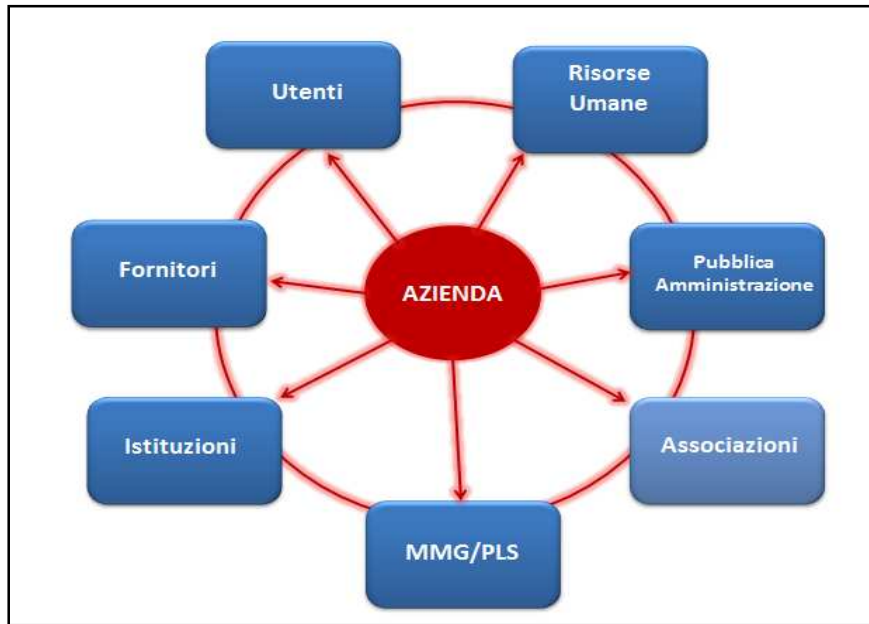 Utenti
Risorse
Umane
Fornitori
AZIENDA
Pubblica
Amministrazione
Istituzioni
Associazioni
MMG/PLS